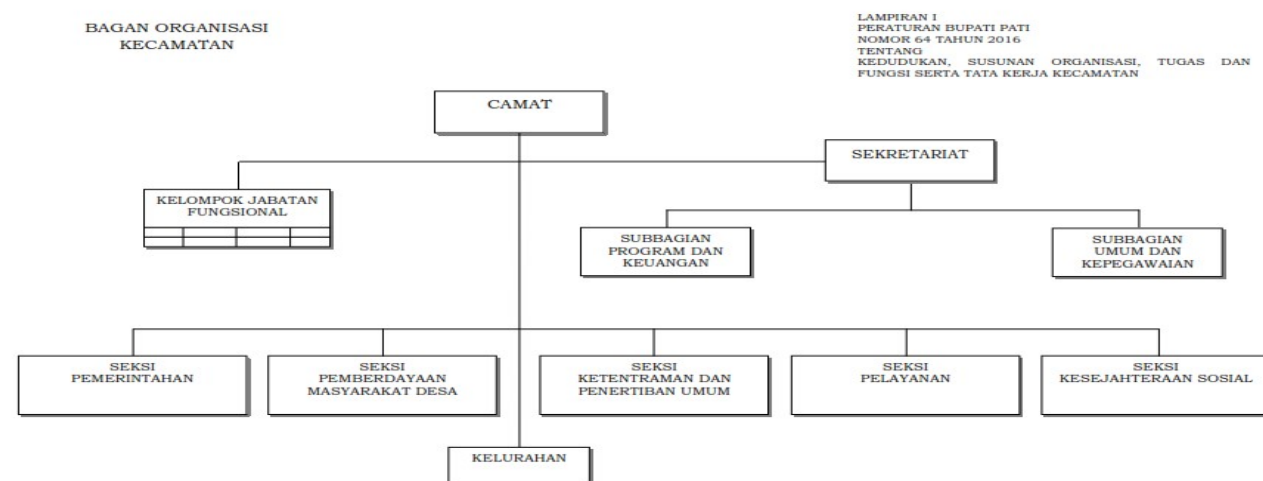 BAGAN ORGANISASI
KECAMATAN
LAMPIRAN I
PERATURAN BUPATI PATI
NOMOR 64 TAHUN 2016
TENTANG
KEDUDUKAN, SUSUNAN ORGANISASI, TUGAS DAN
FUNGSI SERTA TATA KERJA KECAMATAN
CAMAT
SEKRETARIAT
KELOMPOK JABATAN
FUNGSIONAL
SUBBAGIAN
PROGRAM DAN
KEUANGAN
SUBBAGIAN
UMUM DAN
KEPEGAWAIAN
SEKSI
PEMERINTAHAN
SEKSI
PEMBERDAYAAN
MASYARAKAT DESA
SEKSI
KETENTRAMAN DAN
PENERTIBAN UMUM
SEKSI
PELAYANAN
SEKSI
KESEJAHTERAAN SOSIAL
KELURAHAN